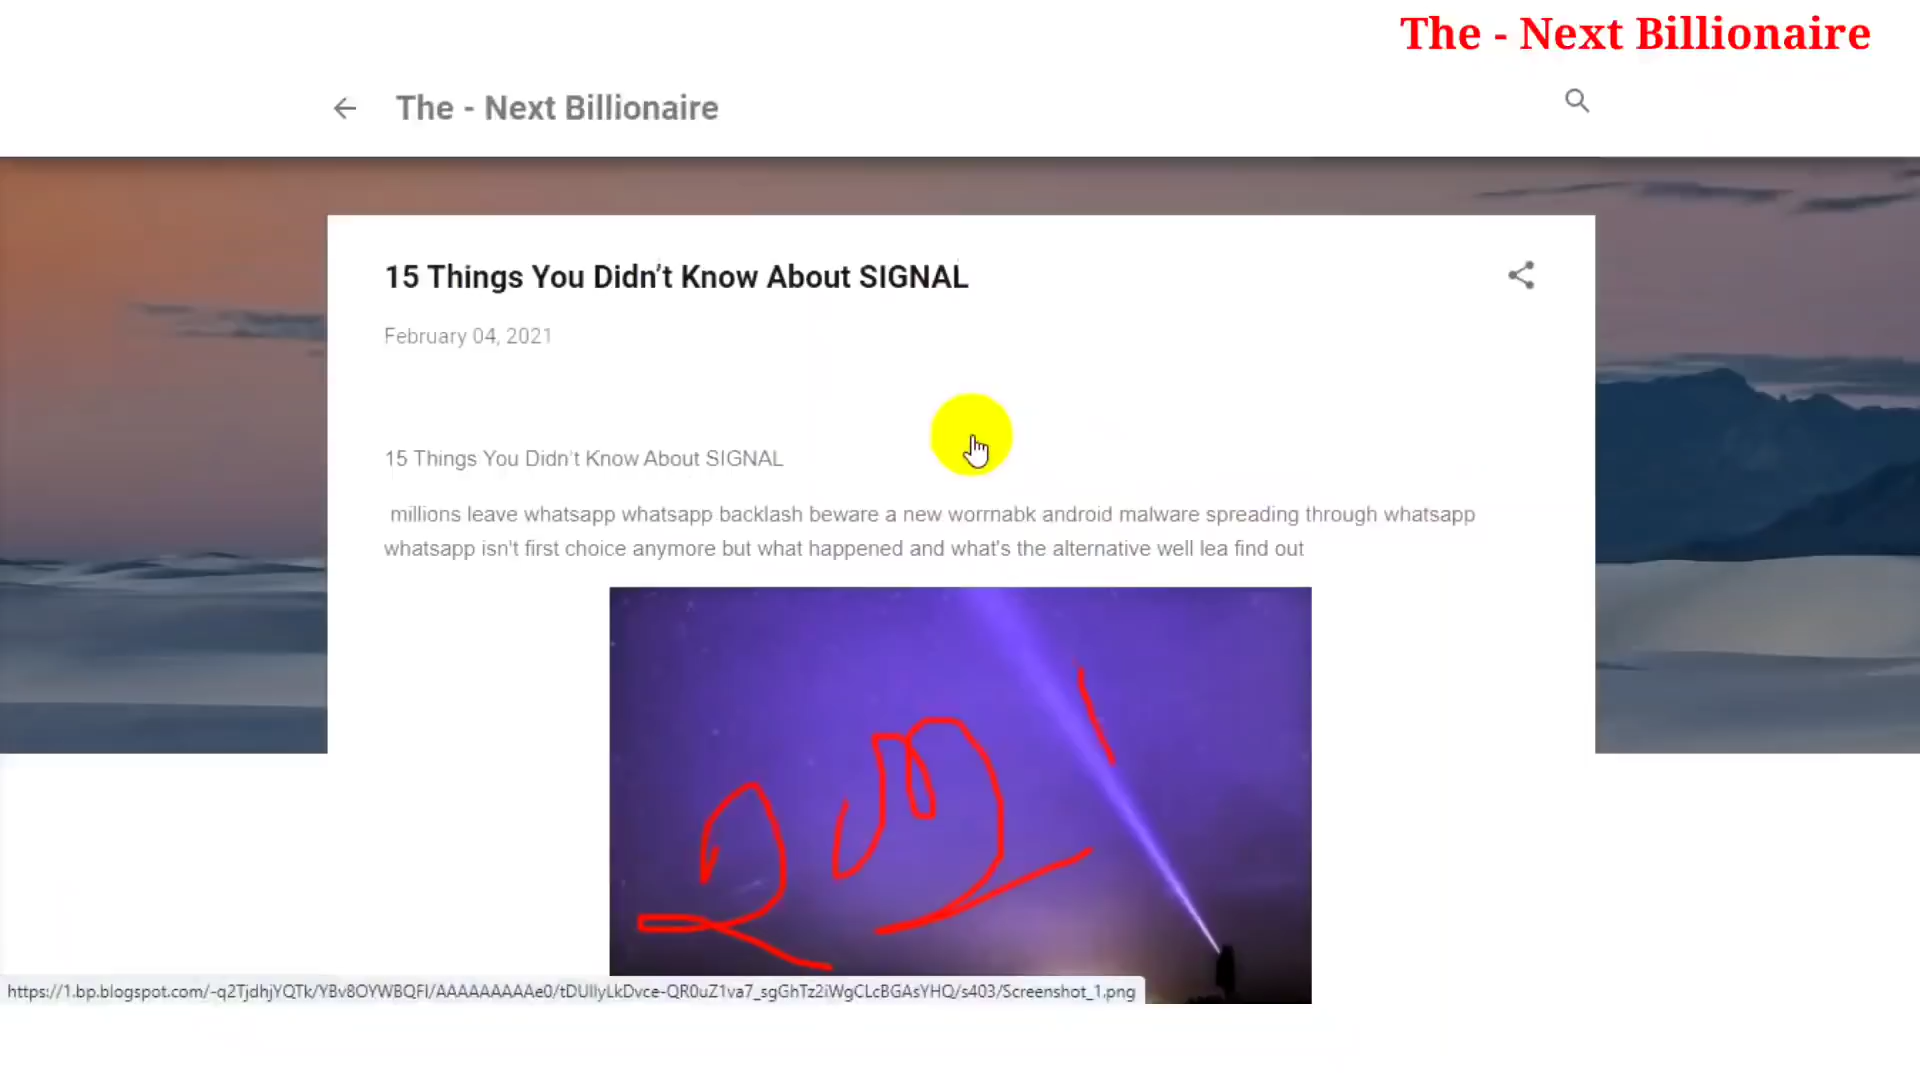 The - Next Billionaire
The - Next Billionaire
15 Things You Didn't Know About SIGNAL
February 04, 2021
15 Things You Didn't Know About SIGNAL
millions leave whatsapp whatsapp backlash beware a new worrnabk android malware spreading through whatsapp
whatsapp isn't first choice anymore but what happened and what's the alternative well lea find out
https://1.bp.blogspot.com/-q2TjdhjYQTk/YBv8OYWBQFI/AAAAAAAAAe0/tDUIlyLkDvce-QR0uZ1va7_sgGhTz2iWgCLcBGAsYHQ/s403/Screenshot_1.png